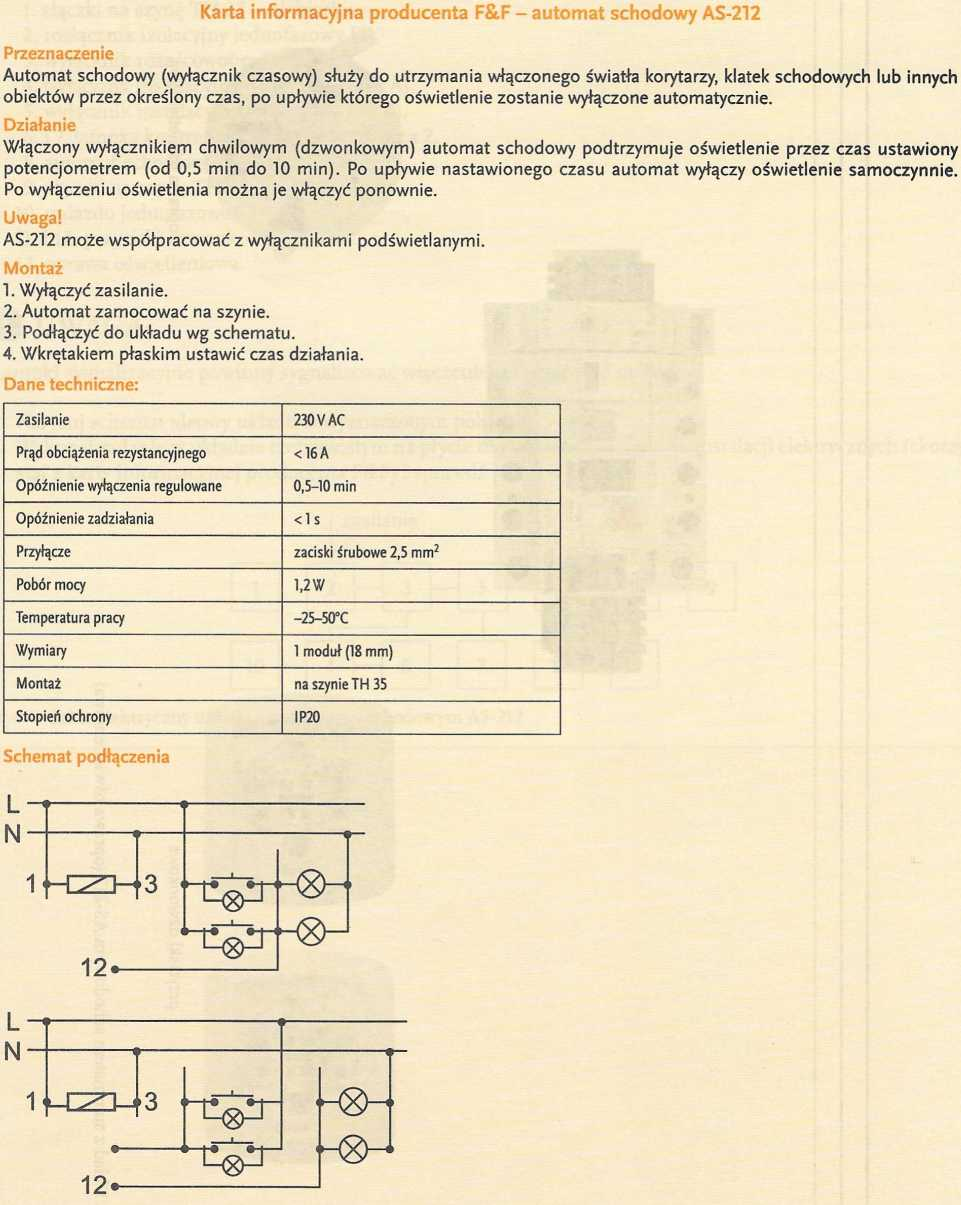 Karta informacyjna producenta F&F – automat schodowy AS-212
Przeznaczenie
Automat schodowy (wyłącznik czasowy) służy do utrzymania włączonego światła korytarzy, klatek schodowych lub innych
obiektów przez określony czas, po upływie którego oświetlenie zostanie wyłączone automatycznie.
Działanie
Włączony wyłącznikiem chwilowym (dzwonkowym) automat schodowy podtrzymuje oświetlenie przez czas ustawiony
potencjometrem (od 0,5 min do 10 min). Po upływie nastawionego czasu automat wyłączy oświetlenie samoczynnie.
Po wyłączeniu oświetlenia można je włączyć ponownie.
Uwaga!
AS-212 może współpracować z wyłącznikami podświetlanymi.
Montaż
1. Wyłączyć zasilanie.
2. Automat zamocować na szynie.
3. Podłączyć do układu wg schematu.
4. Wkrętakiem płaskim ustawić czas działania.
Dane techniczne:
Zasilanie 230 V AC
Prąd obciążenia rezystancyjnego < 16 A
Opóźnienie wyłączenia regulowane 0,5–10 min
Opóźnienie zadziałania < 1 s
Przyłącze zaciski śrubowe 2,5 mm²
Pobór mocy 1,2 W
Temperatura pracy –25–50°C
Wymiary 1 moduł (18 mm)
Montaż na szynie TH 35
Stopień ochrony IP20
Schemat podłączenia
L
N
1 3
12
L
N
1 3
12